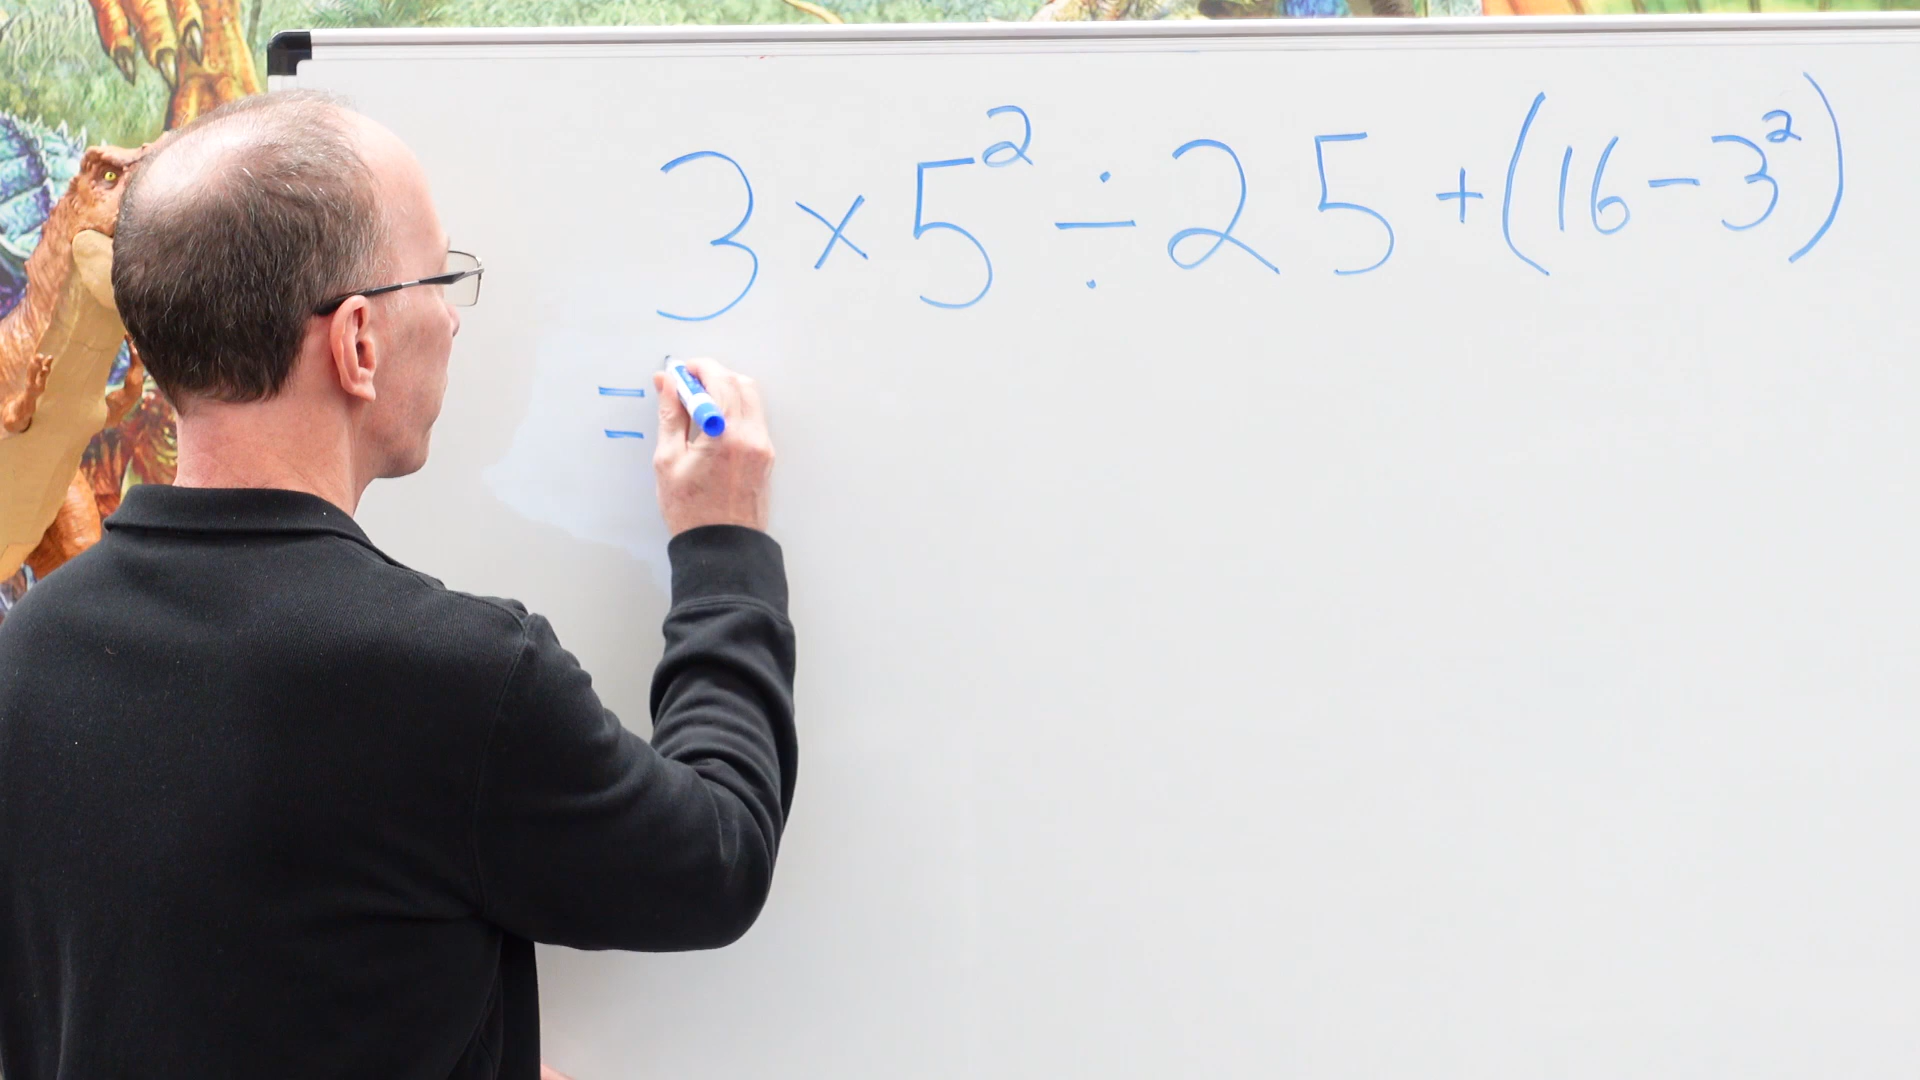 3 × 5² ÷ 25 + (16 − 3²)
=